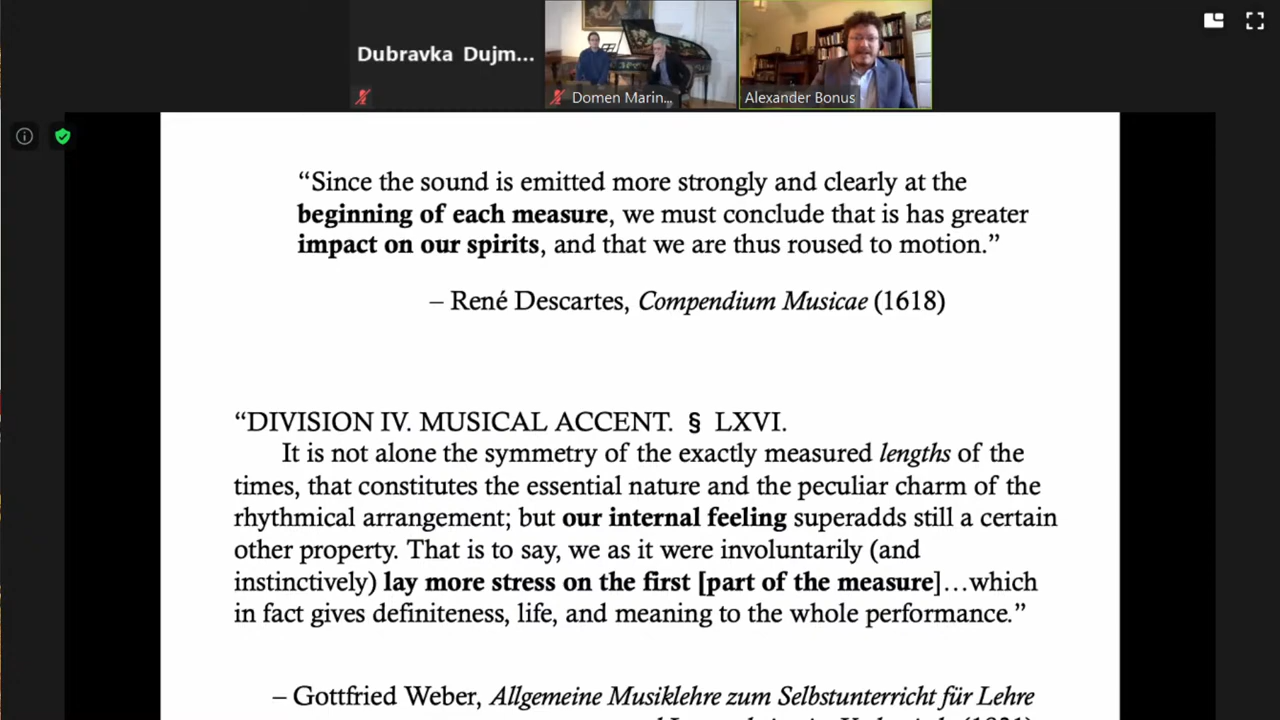 Dubravka Dujm...
Domen Marin...
Alexander Bonus
“Since the sound is emitted more strongly and clearly at the
beginning of each measure, we must conclude that is has greater
impact on our spirits, and that we are thus roused to motion.”
– René Descartes, Compendium Musicae (1618)
“DIVISION IV. MUSICAL ACCENT. § LXVI.
It is not alone the symmetry of the exactly measured lengths of the
times, that constitutes the essential nature and the peculiar charm of the
rhythmical arrangement; but our internal feeling superadds still a certain
other property. That is to say, we as it were involuntarily (and
instinctively) lay more stress on the first [part of the measure]…which
in fact gives definiteness, life, and meaning to the whole performance.”
– Gottfried Weber, Allgemeine Musiklehre zum Selbstunterricht für Lehre